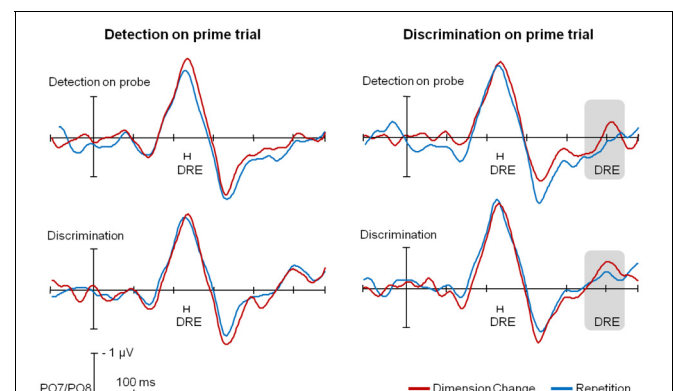 Detection on prime trial
Discrimination on prime trial
Detection on probe
Detection on probe
H
DRE
H
DRE
DRE
Discrimination
Discrimination
H
DRE
H
DRE
DRE
- 1 μV
100 ms
PO7/PO8
Dimension Change
Repetition